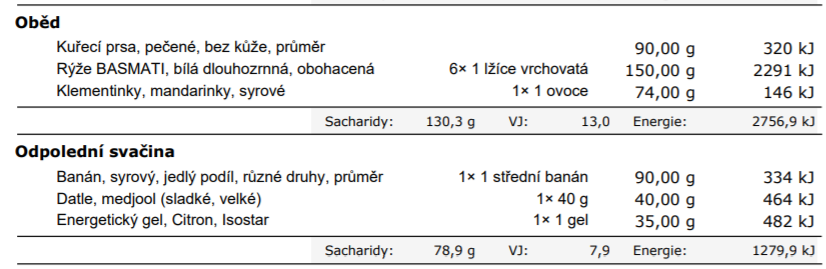 Oběd
Kuřecí prsa, pečené, bez kůže, průměr 90,00 g 320 kJ
Rýže BASMATI, bílá dlouhozrnná, obohacená 6× 1 lžíce vrchovatá 150,00 g 2291 kJ
Klementinky, mandarinky, syrové 1× 1 ovoce 74,00 g 146 kJ
Sacharidy: 130,3 g VJ: 13,0 Energie: 2756,9 kJ
Odpolední svačina
Banán, syrový, jedlý podíl, různé druhy, průměr 1× 1 střední banán 90,00 g 334 kJ
Datle, medjool (sladké, velké) 1× 40 g 40,00 g 464 kJ
Energetický gel, Citron, Isostar 1× 1 gel 35,00 g 482 kJ
Sacharidy: 78,9 g VJ: 7,9 Energie: 1279,9 kJ